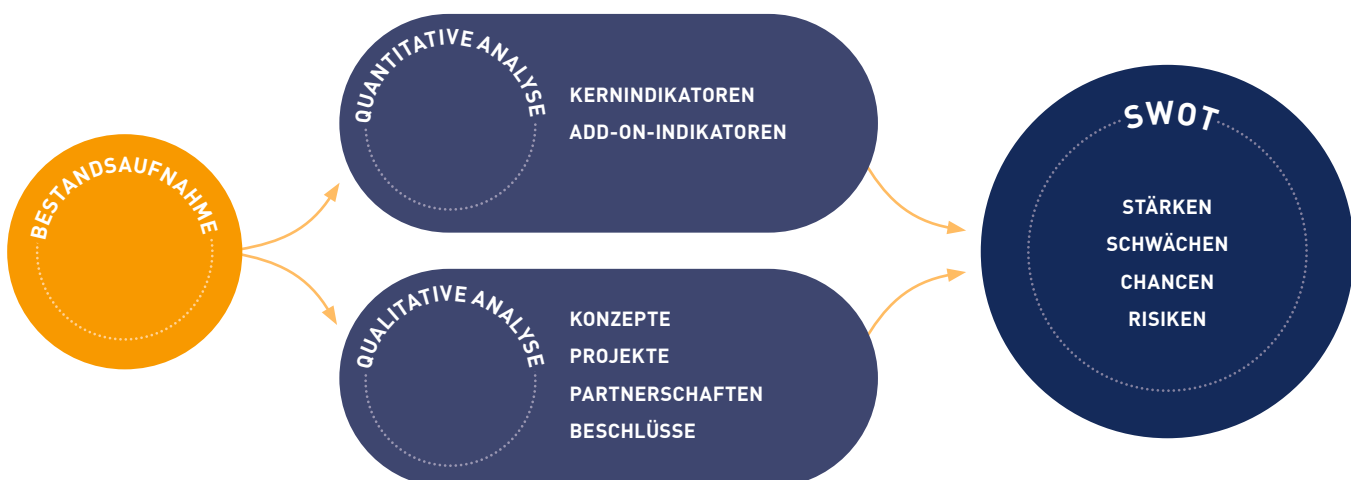 BESTANDSAUFNAHME
QUANTITATIVE ANALYSE
KERNINDIKATOREN
ADD-ON-INDIKATOREN
QUALITATIVE ANALYSE
KONZEPTE
PROJEKTE
PARTNERSCHAFTEN
BESCHLÜSSE
SWOT
STÄRKEN
SCHWÄCHEN
CHANCEN
RISIKEN